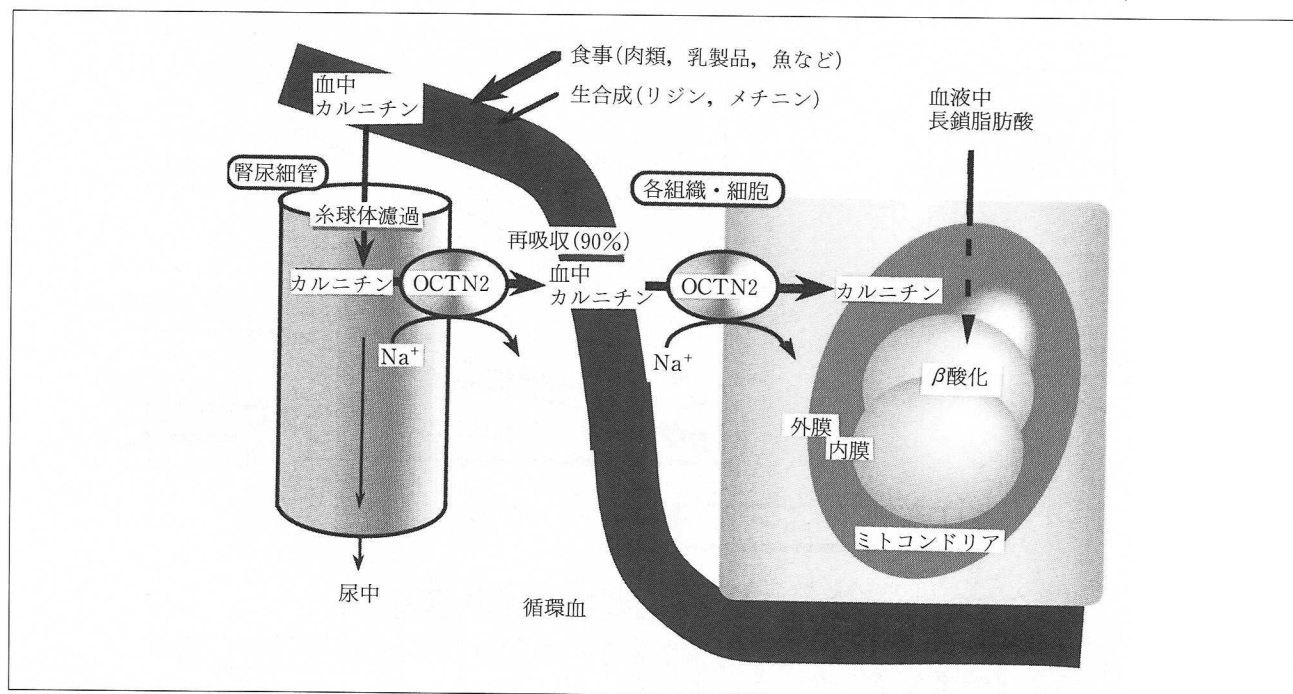 食事(肉類，乳製品，魚など)
生合成(リジン，メチニン)
血中
カルニチン
血液中
長鎖脂肪酸
腎尿細管
各組織・細胞
糸球体濾過
再吸収(90%)
カルニチン
OCTN2
血中
カルニチン
OCTN2
カルニチン
Na⁺
Na⁺
β酸化
外膜
内膜
ミトコンドリア
尿中
循環血